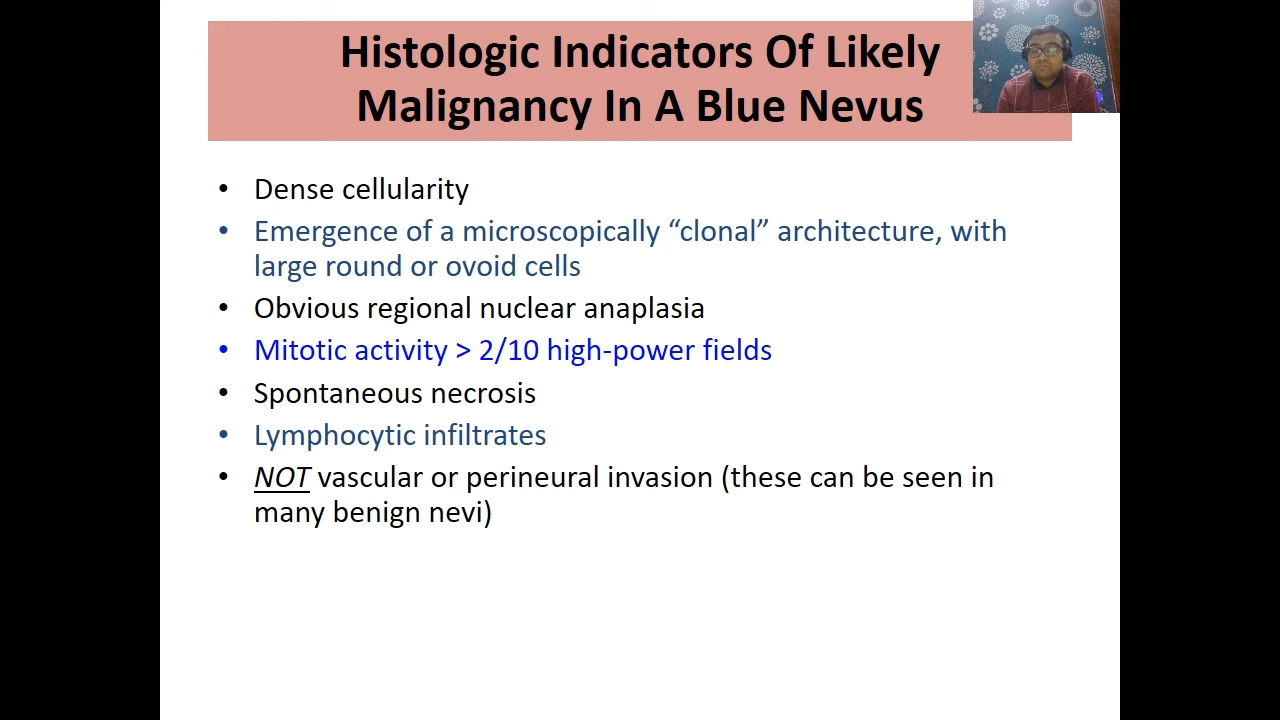 Histologic Indicators Of Likely
Malignancy In A Blue Nevus
• Dense cellularity
• Emergence of a microscopically “clonal” architecture, with
large round or ovoid cells
• Obvious regional nuclear anaplasia
• Mitotic activity > 2/10 high-power fields
• Spontaneous necrosis
• Lymphocytic infiltrates
• NOT vascular or perineural invasion (these can be seen in
many benign nevi)